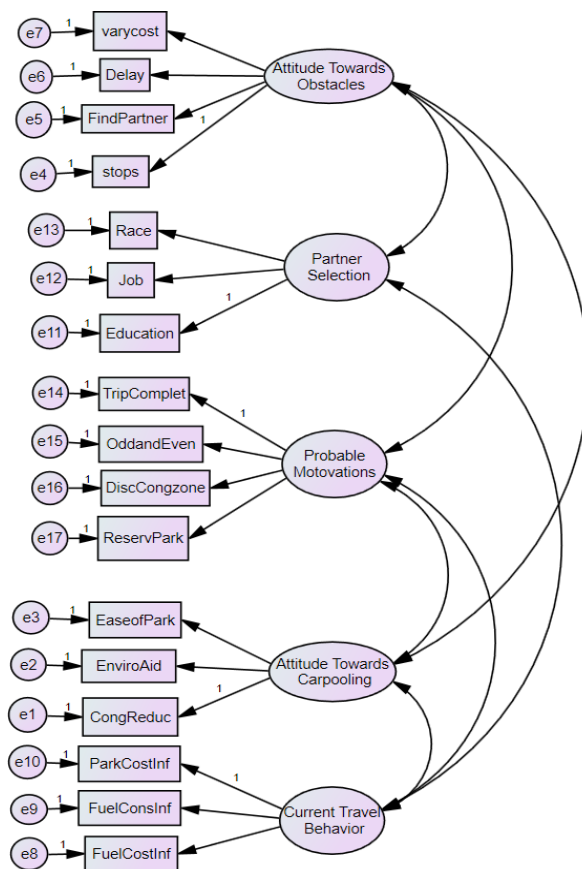 e7 1 varycost
e6 1 Delay
e5 1 FindPartner
e4 1 stops
1
Attitude Towards
Obstacles
e13 1 Race
e12 1 Job
e11 1 Education
1
Partner
Selection
e14 1 TripComplet
e15 1 OddandEven
e16 1 DiscCongzone
e17 1 ReservPark
1
Probable
Motovations
e3 1 EaseofPark
e2 1 EnviroAid
e1 1 CongReduc
1
Attitude Towards
Carpooling
e10 1 ParkCostInf
e9 1 FuelConsInf
e8 1 FuelCostInf
1
Current Travel
Behavior